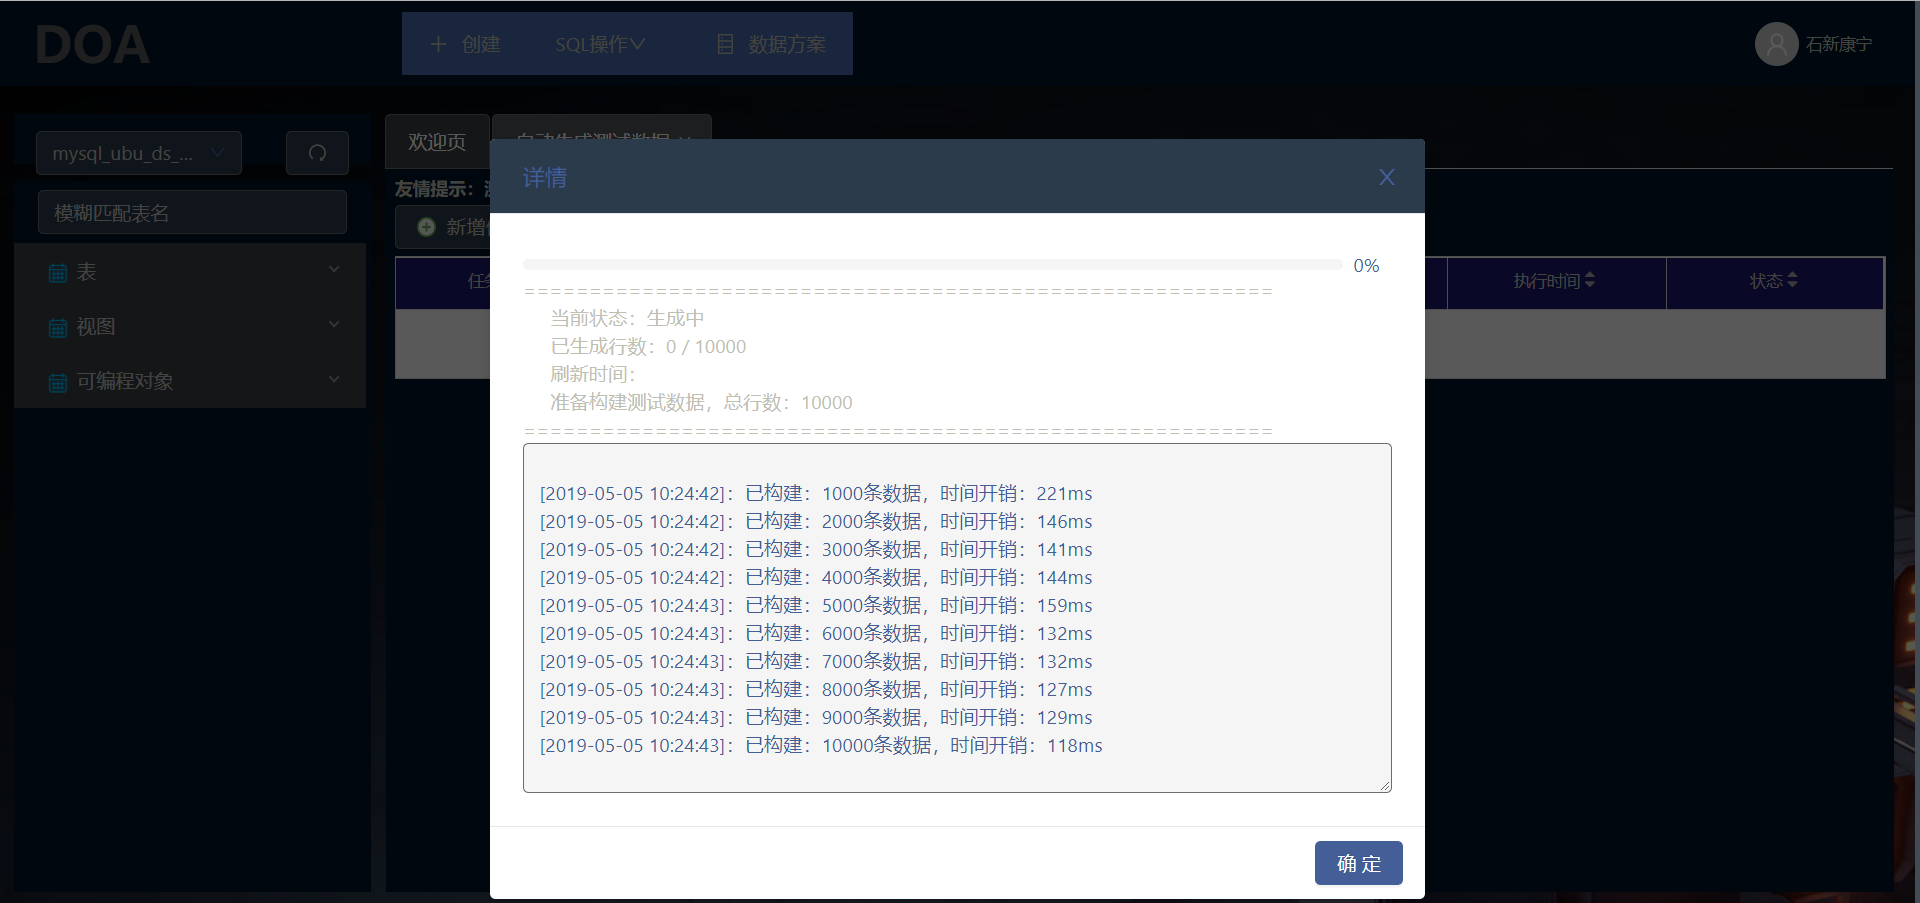 DOA
创建
SQL操作
数据方案
石新康宁
mysql_ubu_ds_...
模糊匹配表名
表
视图
可编程对象
欢迎页
自动生成测试数据
友情提示：
新增
任
执行时间
状态
详情
X
0%
==========================================================
当前状态：生成中
已生成行数：0 / 10000
刷新时间：
准备构建测试数据，总行数：10000
==========================================================
[2019-05-05 10:24:42]：已构建：1000条数据，时间开销：221ms
[2019-05-05 10:24:42]：已构建：2000条数据，时间开销：146ms
[2019-05-05 10:24:42]：已构建：3000条数据，时间开销：141ms
[2019-05-05 10:24:42]：已构建：4000条数据，时间开销：144ms
[2019-05-05 10:24:43]：已构建：5000条数据，时间开销：159ms
[2019-05-05 10:24:43]：已构建：6000条数据，时间开销：132ms
[2019-05-05 10:24:43]：已构建：7000条数据，时间开销：132ms
[2019-05-05 10:24:43]：已构建：8000条数据，时间开销：127ms
[2019-05-05 10:24:43]：已构建：9000条数据，时间开销：129ms
[2019-05-05 10:24:43]：已构建：10000条数据，时间开销：118ms
确 定